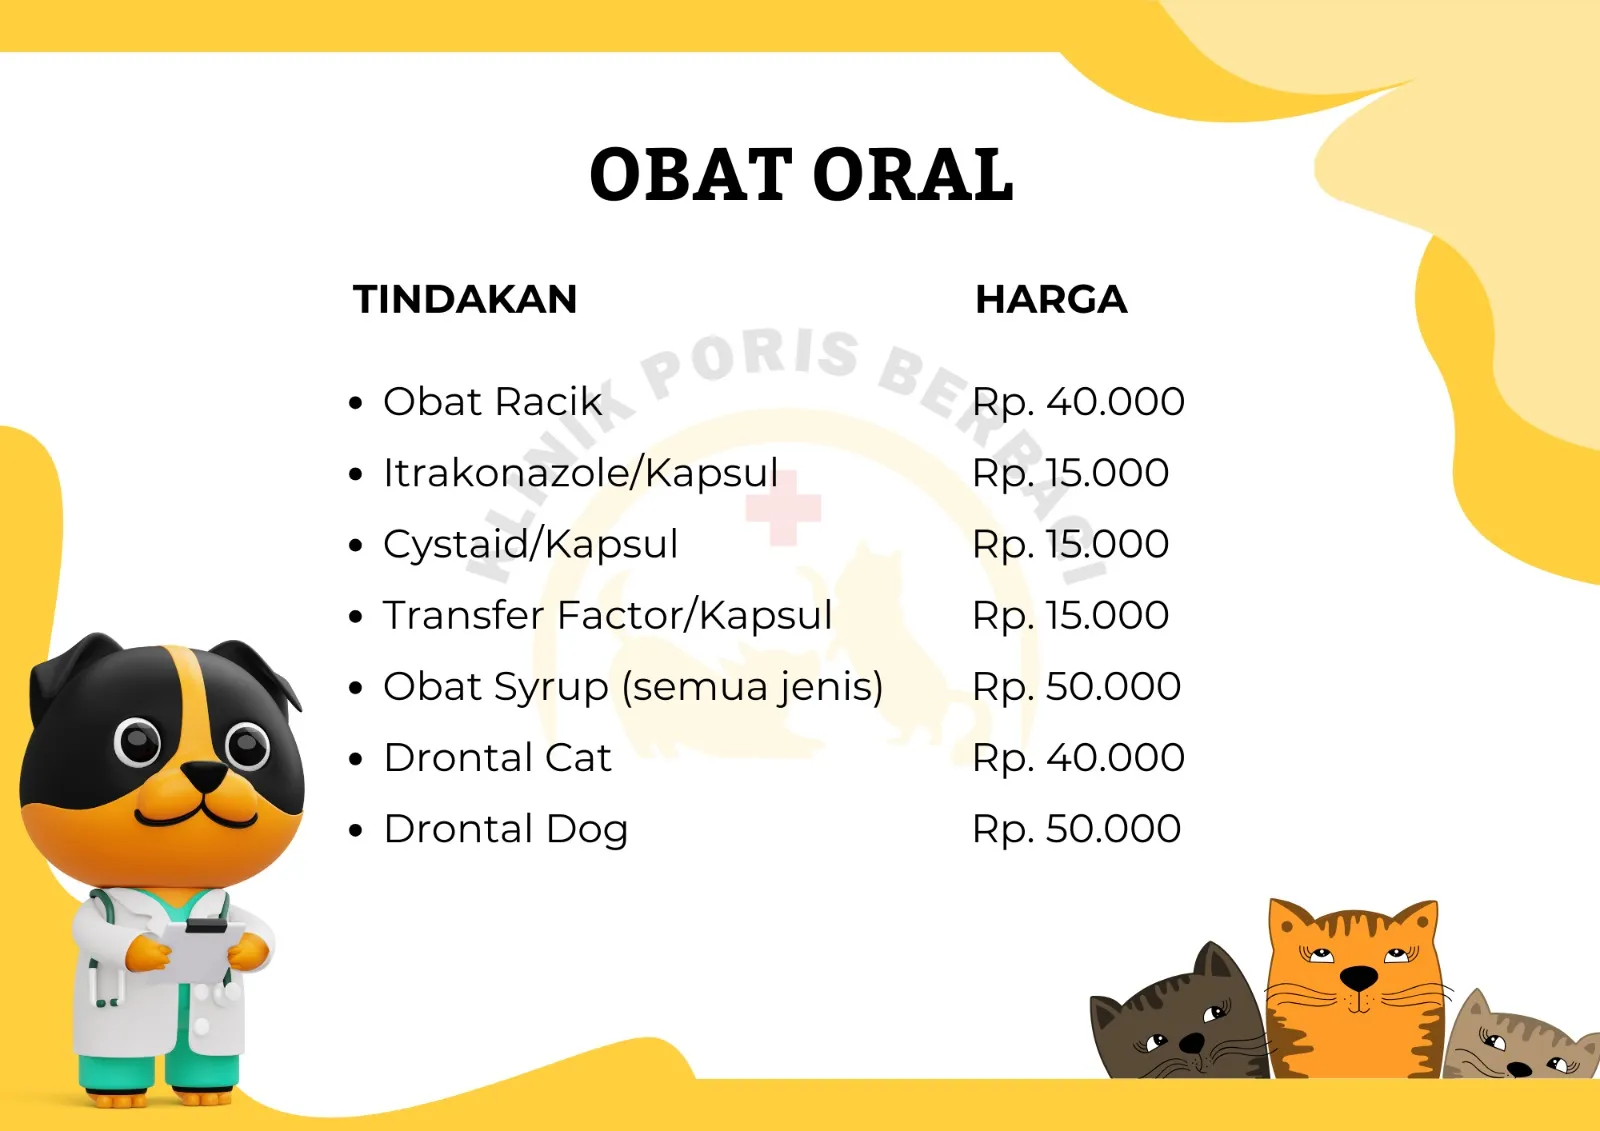 OBAT ORAL
TINDAKAN HARGA
KLINIK PORIS BERBAGI
• Obat Racik Rp. 40.000
• Itrakonazole/Kapsul Rp. 15.000
• Cystaid/Kapsul Rp. 15.000
• Transfer Factor/Kapsul Rp. 15.000
• Obat Syrup (semua jenis) Rp. 50.000
• Drontal Cat Rp. 40.000
• Drontal Dog Rp. 50.000